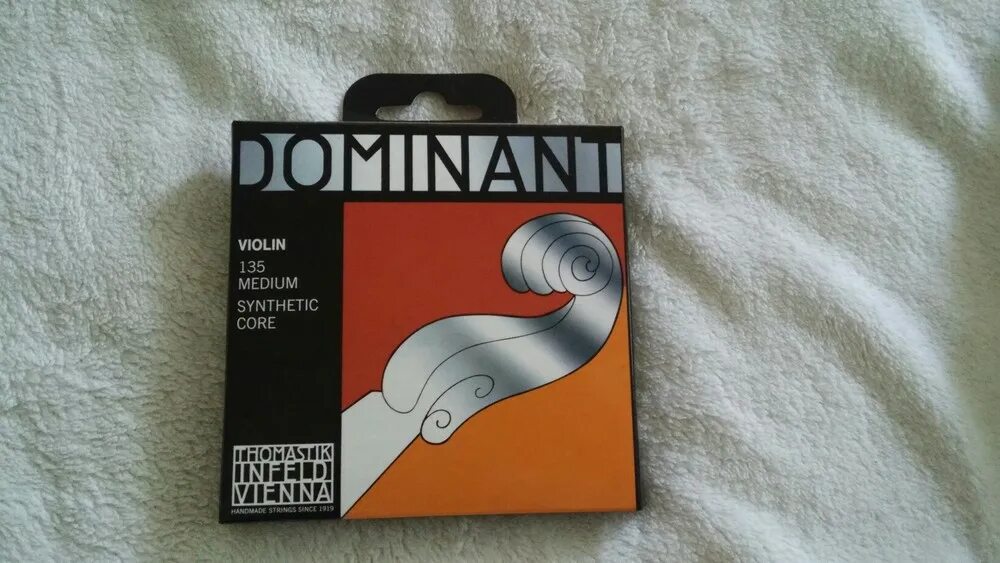 DOMINANT
VIOLIN
135
MEDIUM
SYNTHETIC
CORE
THOMASTIK
INFELD
VIENNA
HANDMADE STRINGS SINCE 1919